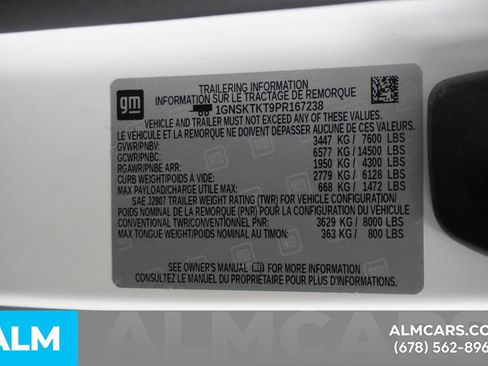 TRAILERING INFORMATION
INFORMATION SUR LE TRACTAGE DE REMORQUE
gm
1GNSKTKT9PR167238
VEHICLE AND TRAILER MUST NOT EXCEED ANY OF THESE VALUES.
LE VÉHICULE ET LA REMORQUE NE DOIVENT DÉPASSER AUCUNE DE CES VALEURS.
GVWR/PNBV: 3447 KG / 7600 LBS
GCWR/PNBC: 6577 KG / 14500 LBS
RGAWR/PNBE ARR: 1950 KG / 4300 LBS
CURB WEIGHT/POIDS À VIDE: 2779 KG / 6128 LBS
MAX PAYLOAD/CHARGE UTILE MAX: 668 KG / 1472 LBS
SAE J2807 TRAILER WEIGHT RATING (TWR) FOR VEHICLE CONFIGURATION/
POIDS NOMINAL DE LA REMORQUE (PNR) POUR CONFIGURATION DU VÉHICULE
CONVENTIONAL TWR/CONVENTIONNEL PNR: 3629 KG / 8000 LBS
MAX TONGUE WEIGHT/POIDS MAXIMUM AU TIMON: 363 KG / 800 LBS
SEE OWNER'S MANUAL FOR MORE INFORMATION.
CONSULTEZ LE MANUEL DU PROPRIÉTAIRE POUR PLUS D'INFORMATIONS.
ALM
ALMCARS
ALMCARS.CO
(678) 562-896